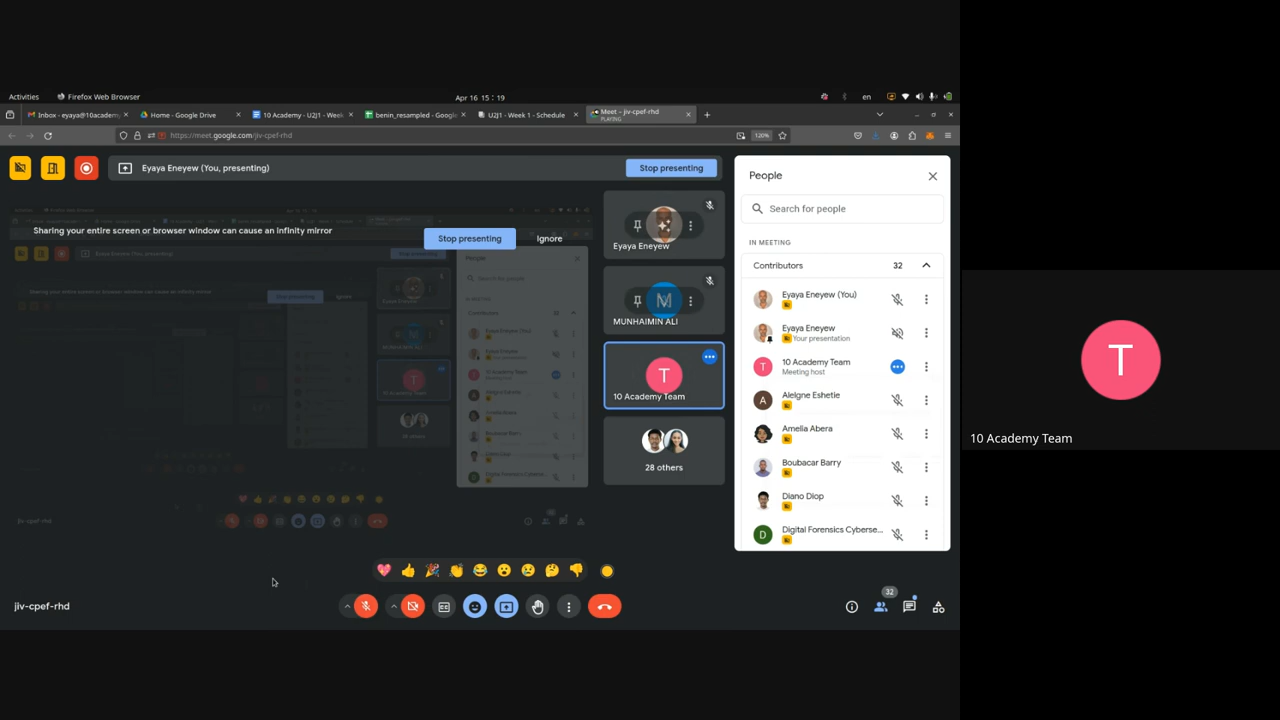 Activities
Firefox Web Browser
Apr 16 15 : 19
en
Inbox - eyaya@10academy
Home - Google Drive
10 Academy - U2J1 - Week
benin_resampled - Google
U2J1 - Week 1 - Schedule
Meet – jiv-cpef-rhd
PLAYING
https://meet.google.com/jiv-cpef-rhd
120%
Eyaya Eneyew (You, presenting)
Stop presenting
Sharing your entire screen or browser window can cause an infinity mirror
Stop presenting
Ignore
Eyaya Eneyew
M
MUNHAIMIN ALI
T
10 Academy Team
28 others
People
Search for people
IN MEETING
Contributors
32
Eyaya Eneyew (You)
Eyaya Eneyew
Your presentation
T
10 Academy Team
Meeting host
A
Alelgne Eshetie
Amelia Abera
Boubacar Barry
Diano Diop
D
Digital Forensics Cyberse...
jiv-cpef-rhd
32
T
10 Academy Team